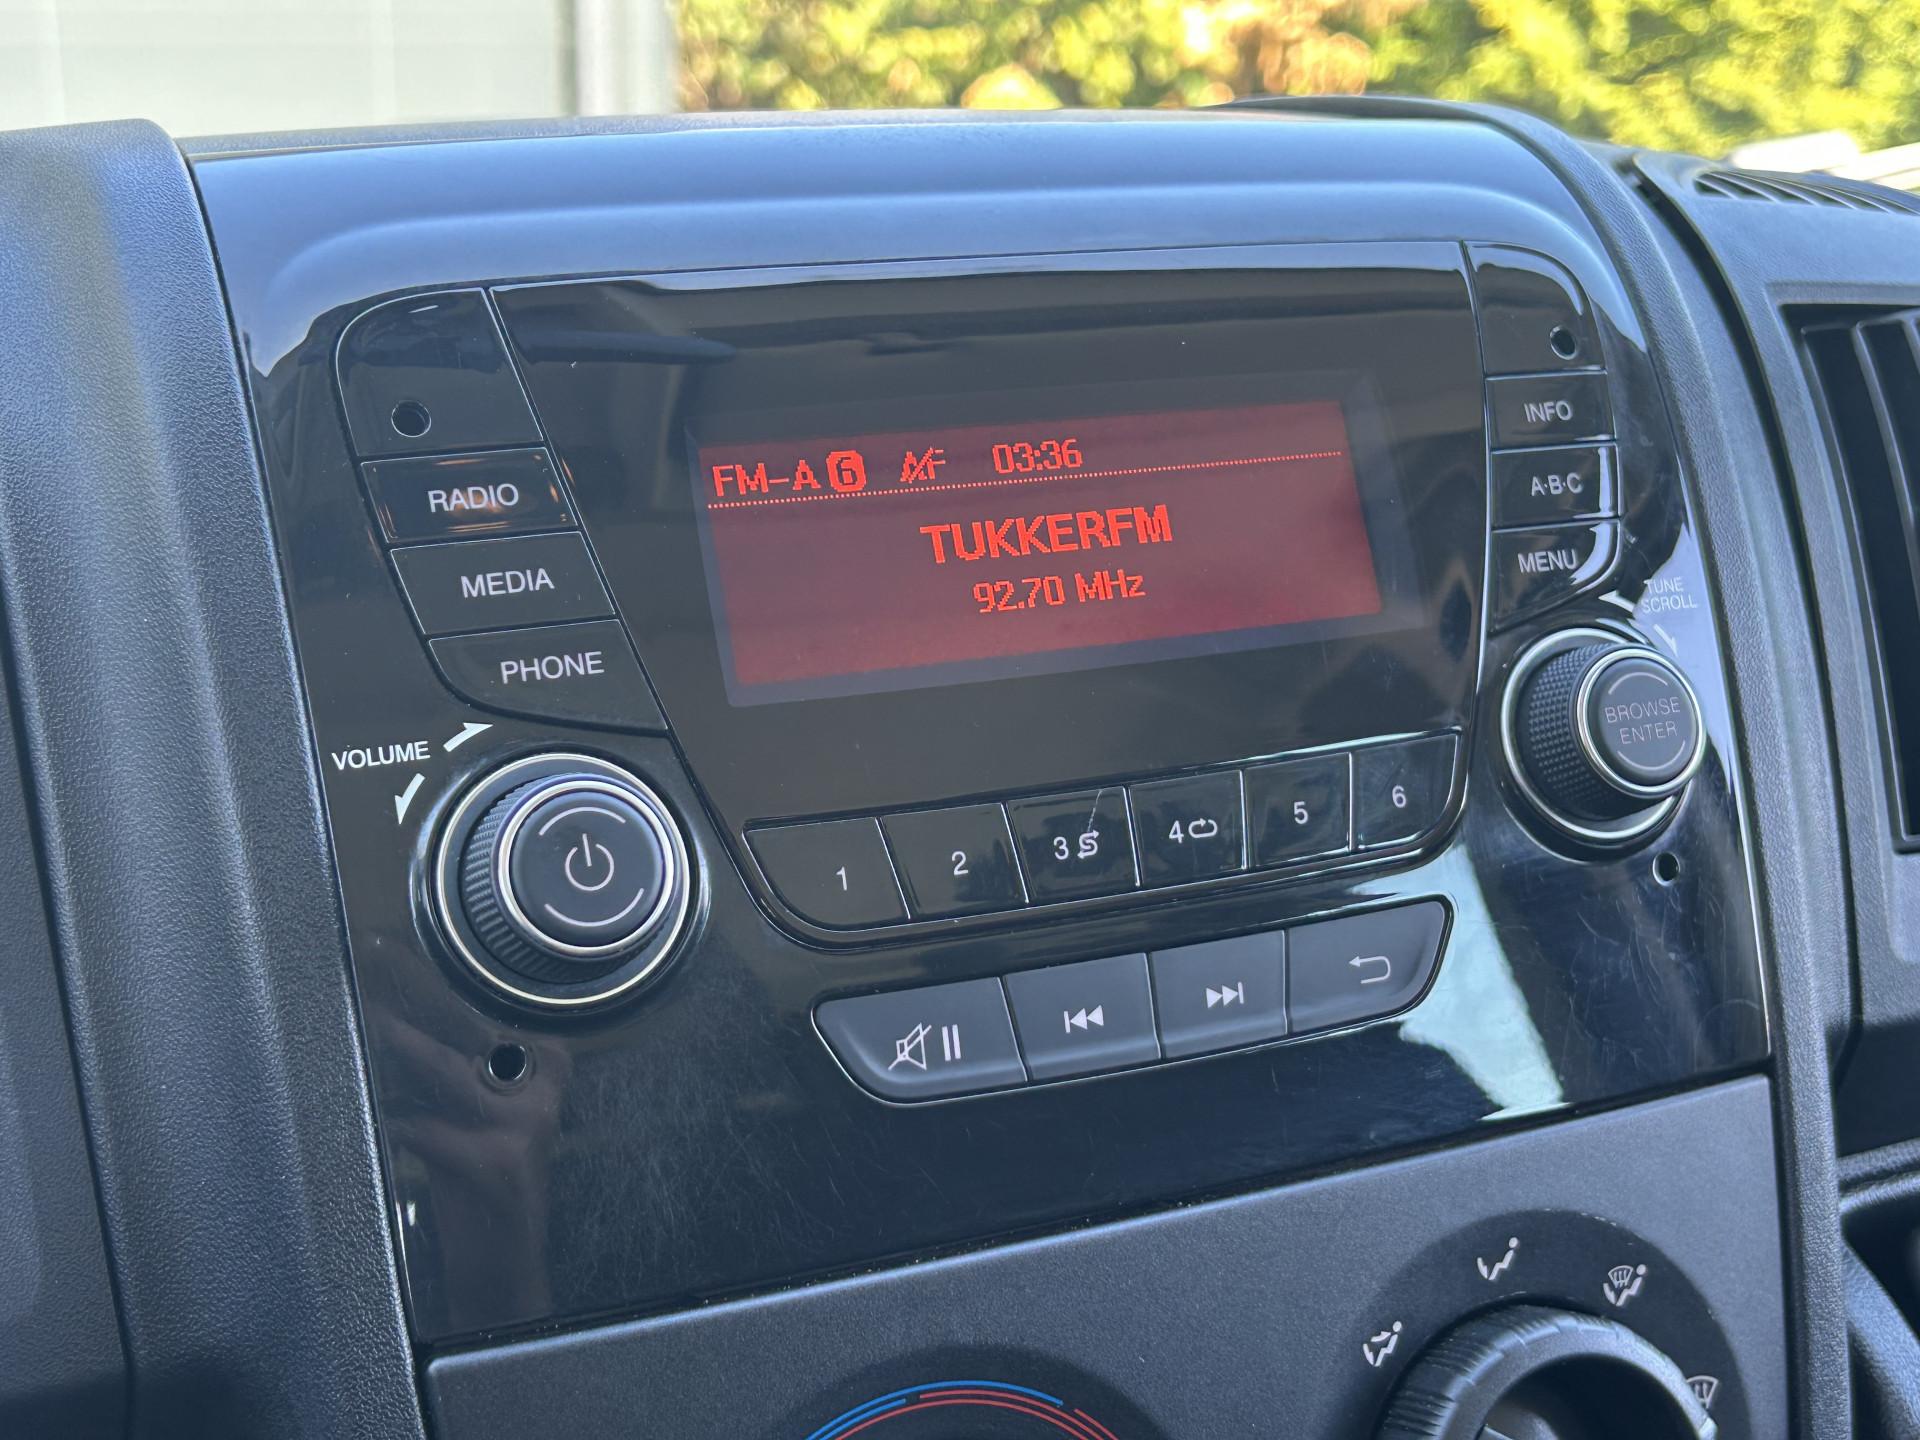 FM-A 6 AF 03:36
TUKKERFM
92.70 MHz
RADIO
MEDIA
PHONE
VOLUME
INFO
A·B·C
MENU
TUNE
SCROLL
BROWSE
ENTER
1 2 3 4 5 6